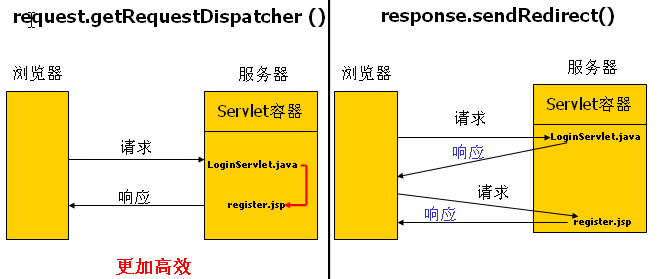 request.getRequestDispatcher ()
浏览器
服务器
Servlet容器
请求
LoginServlet.java
响应
register.jsp
更加高效
response.sendRedirect()
浏览器
服务器
Servlet容器
请求
LoginServlet.java
响应
请求
响应
register.jsp